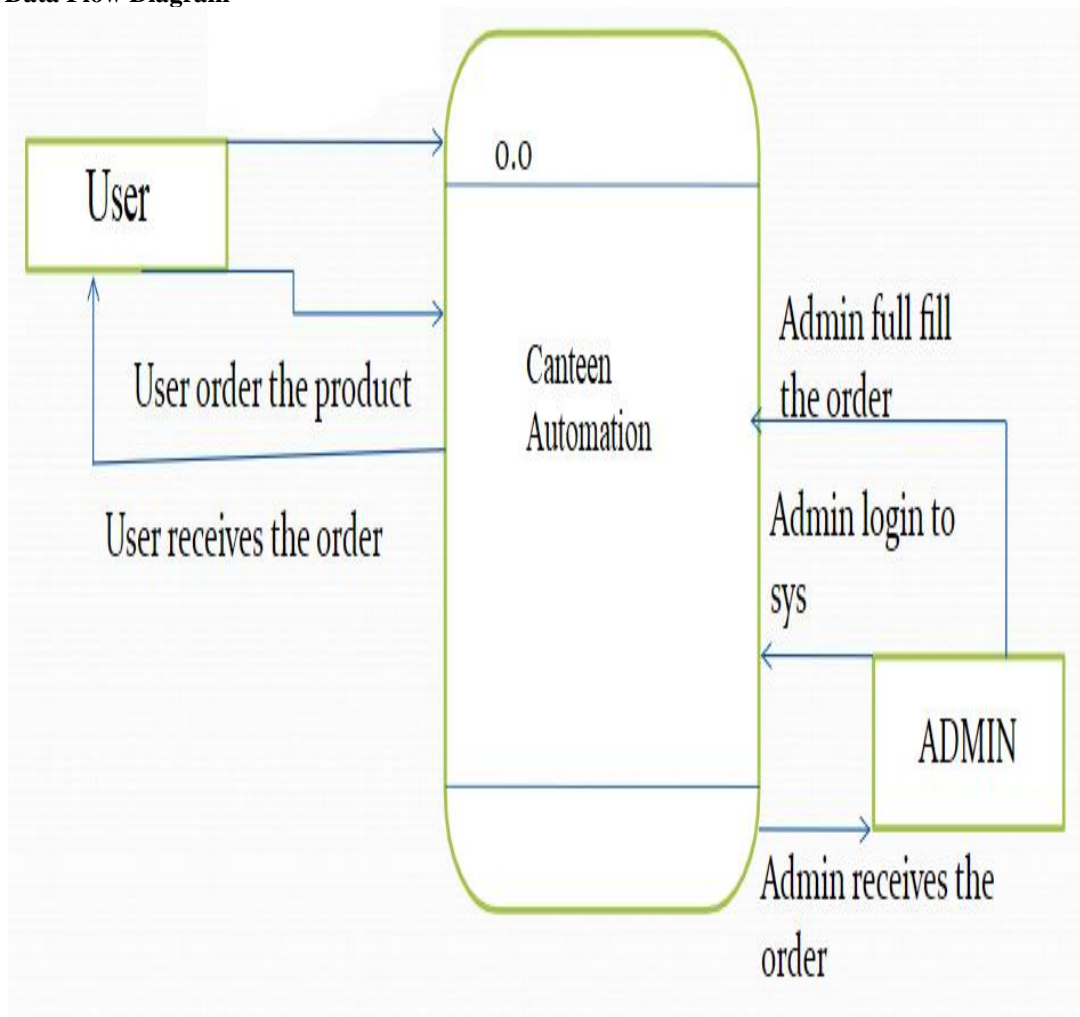 Data Flow Diagram
0.0
User
User order the product
User receives the order
Canteen
Automation
Admin full fill
the order
Admin login to
sys
ADMIN
Admin receives the
order